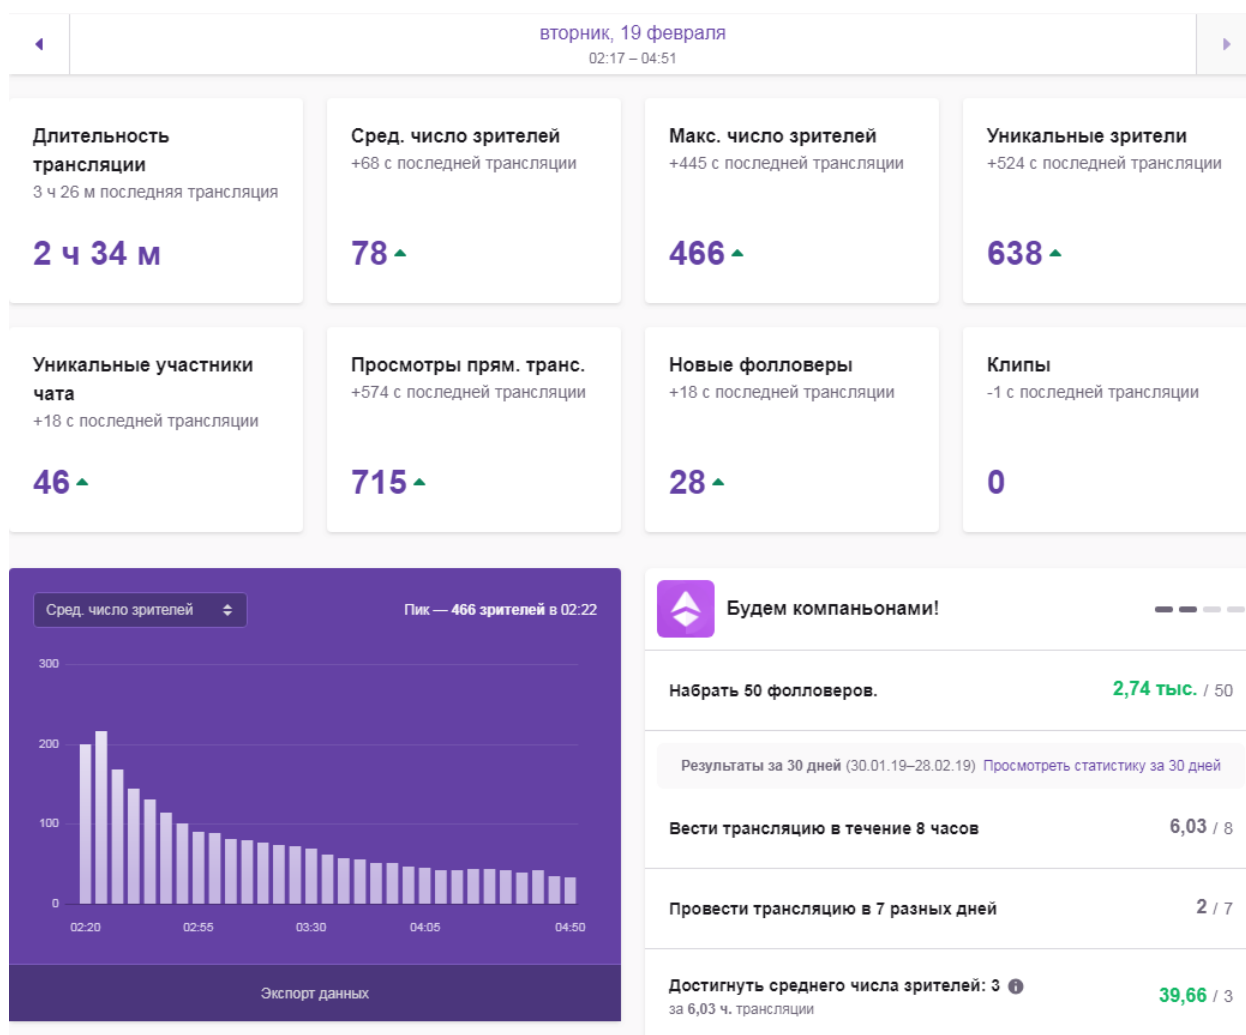 вторник, 19 февраля
02:17 – 04:51
Длительность
трансляции
3 ч 26 м последняя трансляция
2 ч 34 м
Сред. число зрителей
+68 с последней трансляции
78
Макс. число зрителей
+445 с последней трансляции
466
Уникальные зрители
+524 с последней трансляции
638
Уникальные участники
чата
+18 с последней трансляции
46
Просмотры прям. транс.
+574 с последней трансляции
715
Новые фолловеры
+18 с последней трансляции
28
Клипы
-1 с последней трансляции
0
Сред. число зрителей
Пик — 466 зрителей в 02:22
300
200
100
0
02:20 02:55 03:30 04:05 04:50
Экспорт данных
Будем компаньонами!
Набрать 50 фолловеров. 2,74 тыс. / 50
Результаты за 30 дней (30.01.19–28.02.19) Просмотреть статистику за 30 дней
Вести трансляцию в течение 8 часов 6,03 / 8
Провести трансляцию в 7 разных дней 2 / 7
Достигнуть среднего числа зрителей: 3 39,66 / 3
за 6,03 ч. трансляции